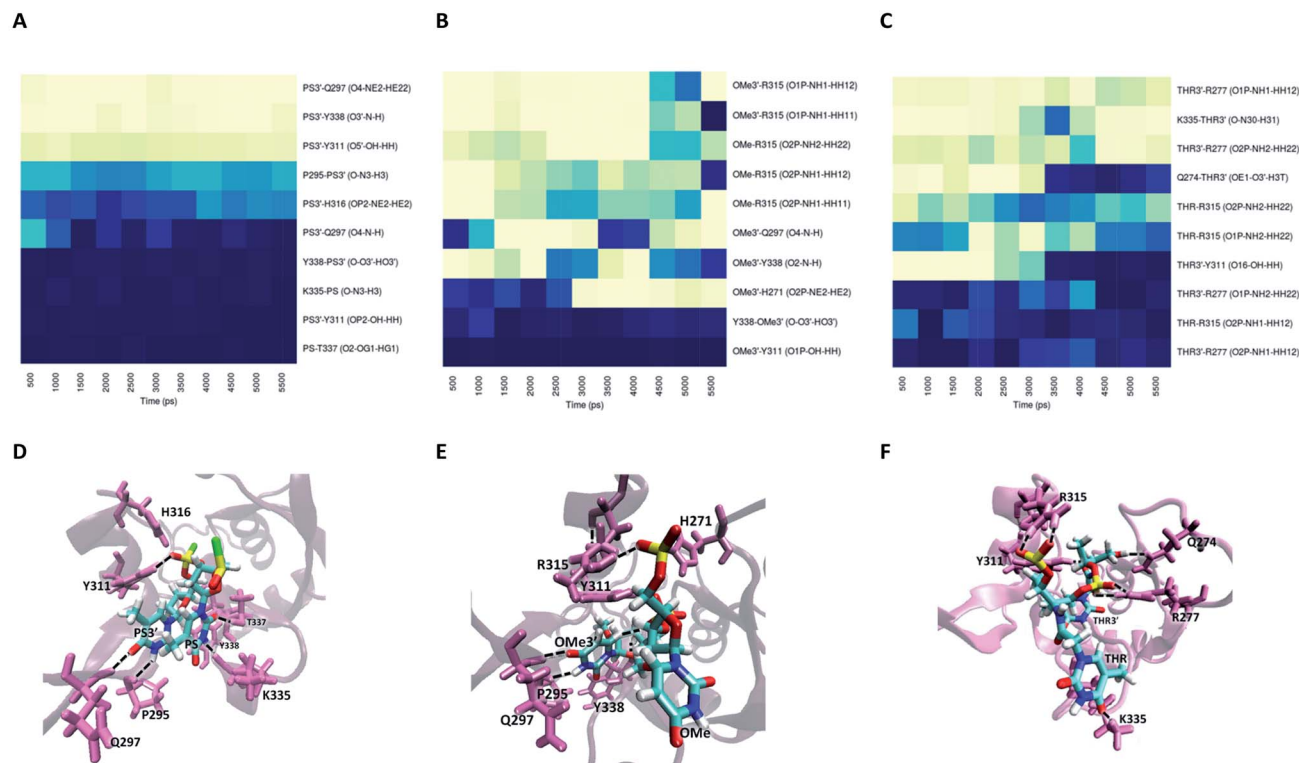 A
B
C
PS3'-Q297 (O4-NE2-HE22)
PS3'-Y338 (O3'-N-H)
PS3'-Y311 (O5'-OH-HH)
P295-PS3' (O-N3-H3)
PS3'-H316 (OP2-NE2-HE2)
PS3'-Q297 (O4-N-H)
Y338-PS3' (O-O3'-HO3')
K335-PS (O-N3-H3)
PS3'-Y311 (OP2-OH-HH)
PS-T337 (O2-OG1-HG1)
500
1000
1500
2000
2500
3000
3500
4000
4500
5000
5500
Time (ps)
OMe3'-R315 (O1P-NH1-HH12)
OMe3'-R315 (O1P-NH1-HH11)
OMe-R315 (O2P-NH2-HH22)
OMe-R315 (O2P-NH1-HH12)
OMe-R315 (O2P-NH1-HH11)
OMe3'-Q297 (O4-N-H)
OMe3'-Y338 (O2-N-H)
OMe3'-H271 (O2P-NE2-HE2)
Y338-OMe3' (O-O3'-HO3')
OMe3'-Y311 (O1P-OH-HH)
500
1000
1500
2000
2500
3000
3500
4000
4500
5000
5500
Time (ps)
THR3'-R277 (O1P-NH1-HH12)
K335-THR3' (O-N30-H31)
THR3'-R277 (O2P-NH2-HH22)
Q274-THR3' (OE1-O3'-H3T)
THR-R315 (O2P-NH2-HH22)
THR-R315 (O1P-NH2-HH22)
THR3'-Y311 (O16-OH-HH)
THR3'-R277 (O1P-NH2-HH22)
THR-R315 (O2P-NH1-HH12)
THR3'-R277 (O2P-NH1-HH12)
500
1000
1500
2000
2500
3000
3500
4000
4500
5000
5500
Time (ps)
D
E
F
H316
Y311
PS3'
PS
T337
Y338
K335
P295
Q297
H271
R315
Y311
OMe3'
P295
Q297
Y338
OMe
R315
Q274
Y311
R277
THR3'
THR
K335